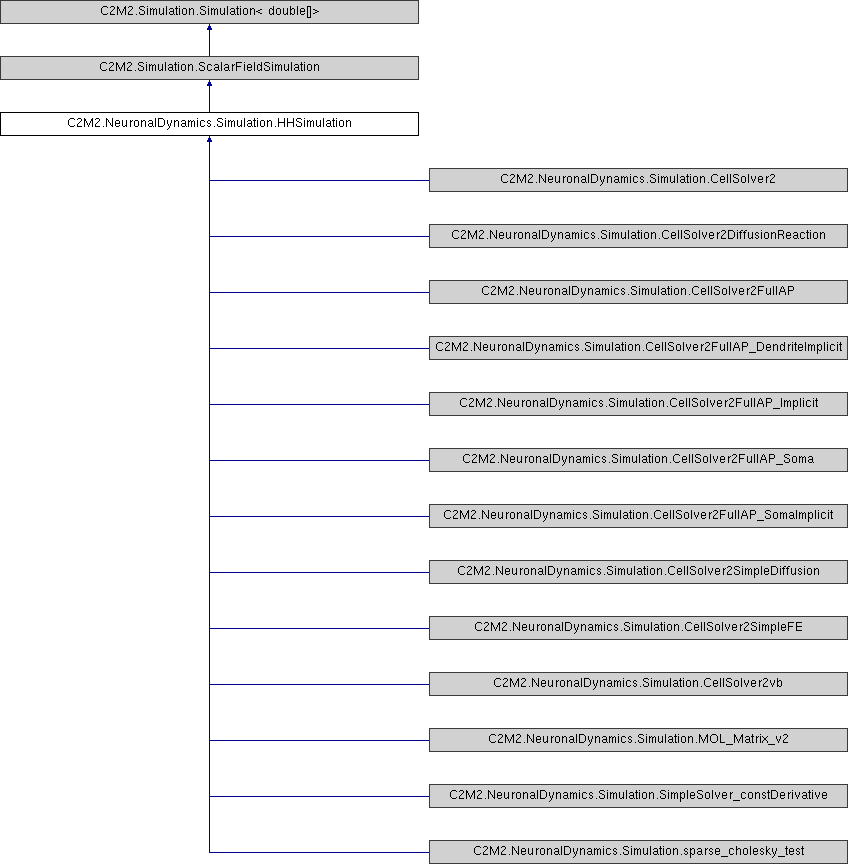 C2M2.Simulation.Simulation< double[]>
C2M2.Simulation.ScalarFieldSimulation
C2M2.NeuronalDynamics.Simulation.HHSimulation
C2M2.NeuronalDynamics.Simulation.CellSolver2
C2M2.NeuronalDynamics.Simulation.CellSolver2DiffusionReaction
C2M2.NeuronalDynamics.Simulation.CellSolver2FullAP
C2M2.NeuronalDynamics.Simulation.CellSolver2FullAP_DendriteImplicit
C2M2.NeuronalDynamics.Simulation.CellSolver2FullAP_Implicit
C2M2.NeuronalDynamics.Simulation.CellSolver2FullAP_Soma
C2M2.NeuronalDynamics.Simulation.CellSolver2FullAP_SomaImplicit
C2M2.NeuronalDynamics.Simulation.CellSolver2SimpleDiffusion
C2M2.NeuronalDynamics.Simulation.CellSolver2SimpleFE
C2M2.NeuronalDynamics.Simulation.CellSolver2vb
C2M2.NeuronalDynamics.Simulation.MOL_Matrix_v2
C2M2.NeuronalDynamics.Simulation.SimpleSolver_constDerivative
C2M2.NeuronalDynamics.Simulation.sparse_cholesky_test